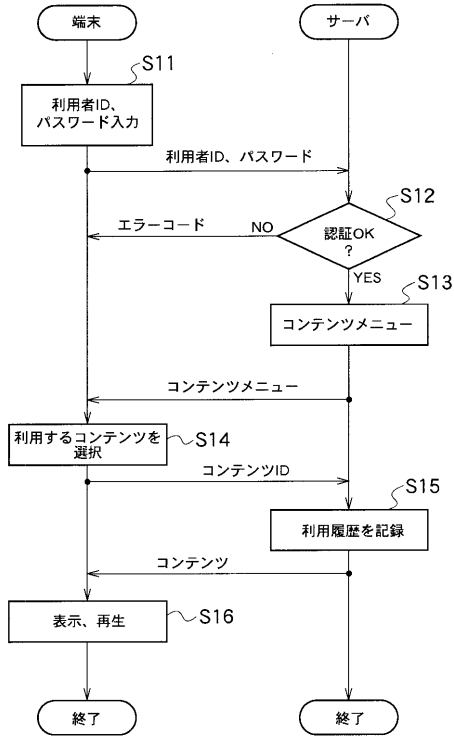 端末
サーバ
S11
利用者ID、
パスワード入力
利用者ID、パスワード
S12
エラーコード
NO
認証OK
?
YES
S13
コンテンツメニュー
コンテンツメニュー
利用するコンテンツを
選択
S14
コンテンツID
S15
利用履歴を記録
コンテンツ
表示、再生
S16
終了
終了